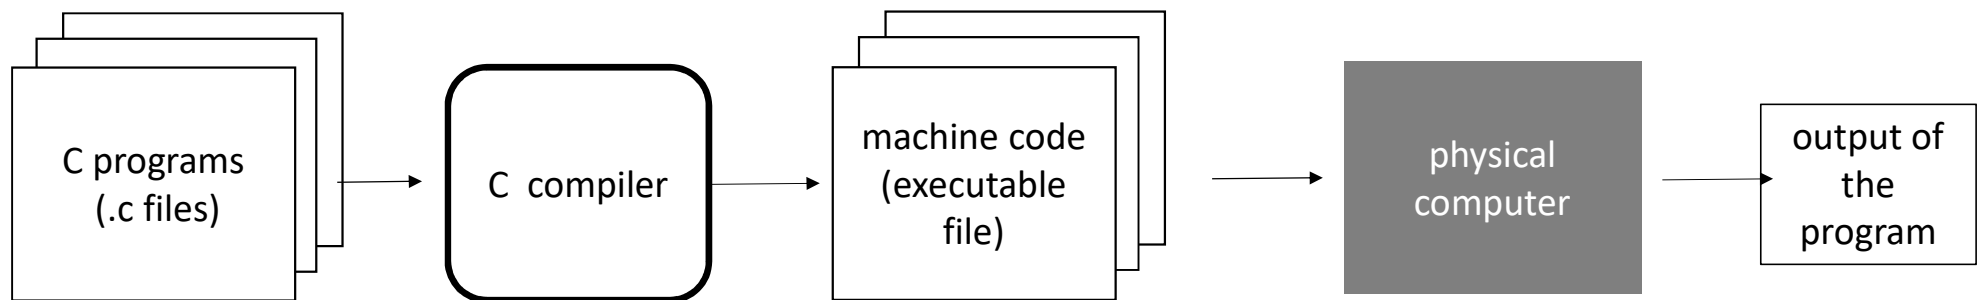 C programs
(.c files)
C compiler
machine code
(executable
file)
physical
computer
output of
the
program